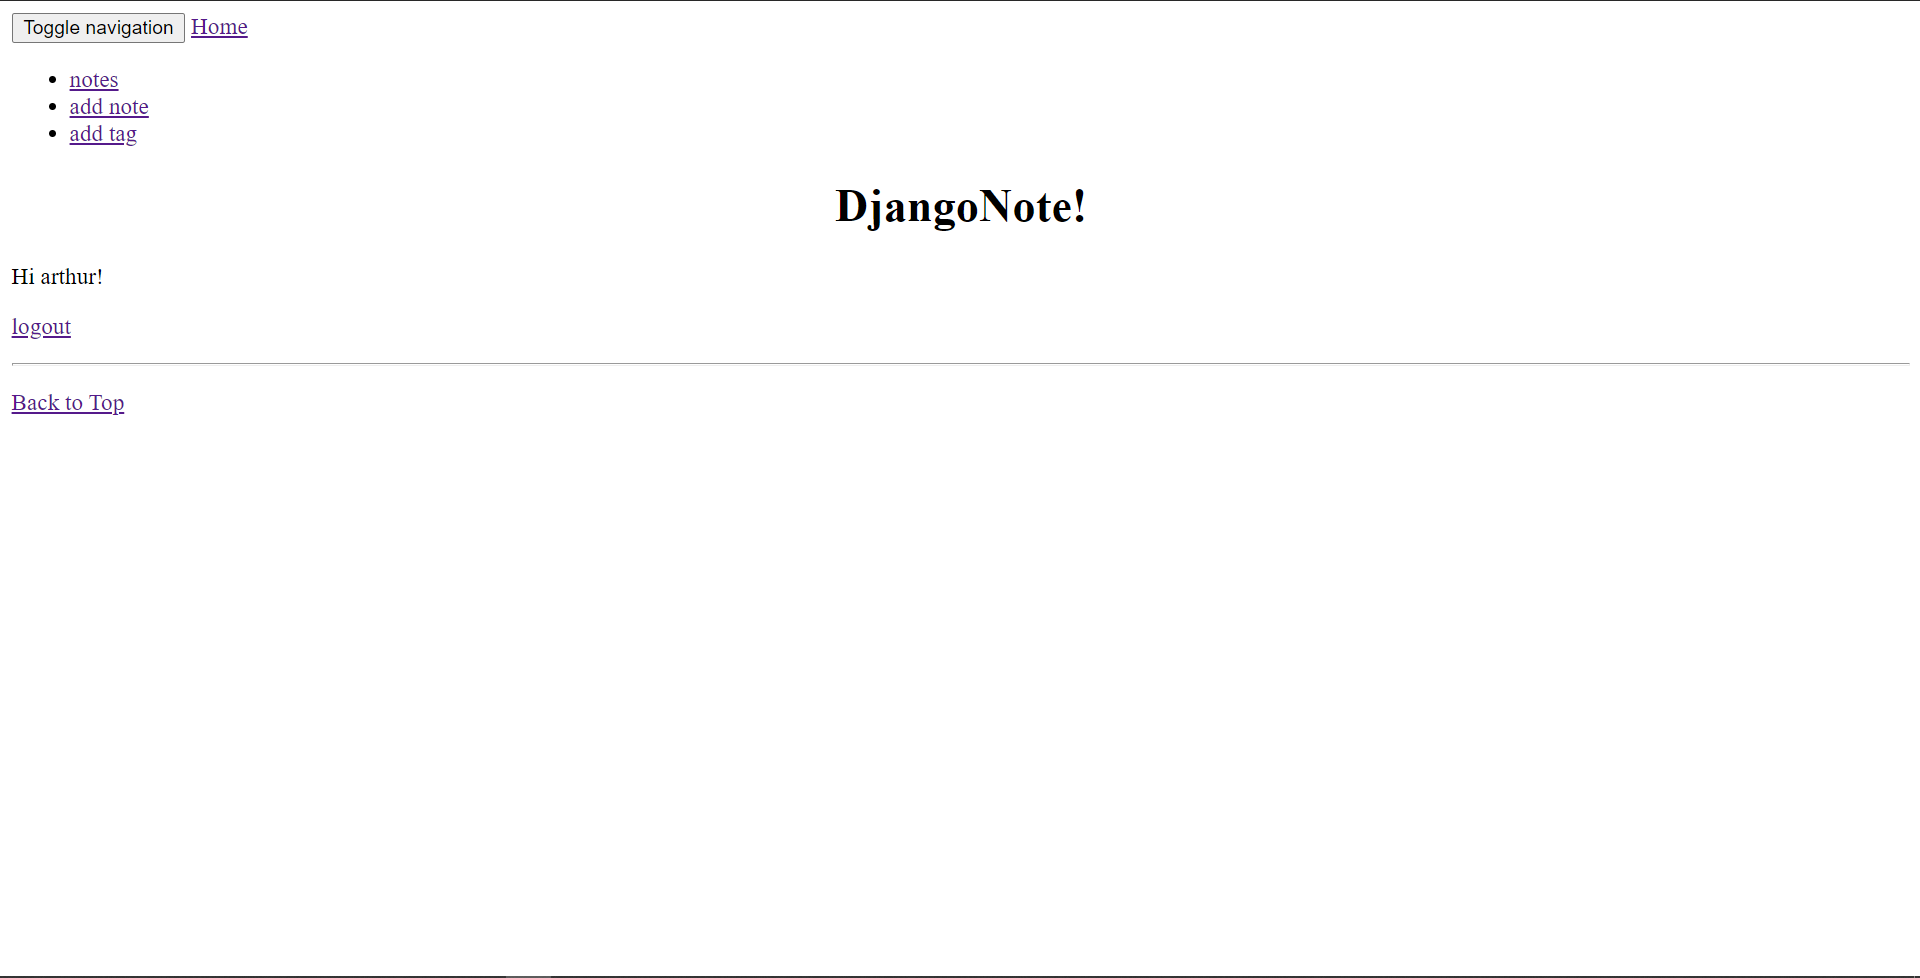 Toggle navigation Home
notes
add note
add tag
DjangoNote!
Hi arthur!
logout
Back to Top